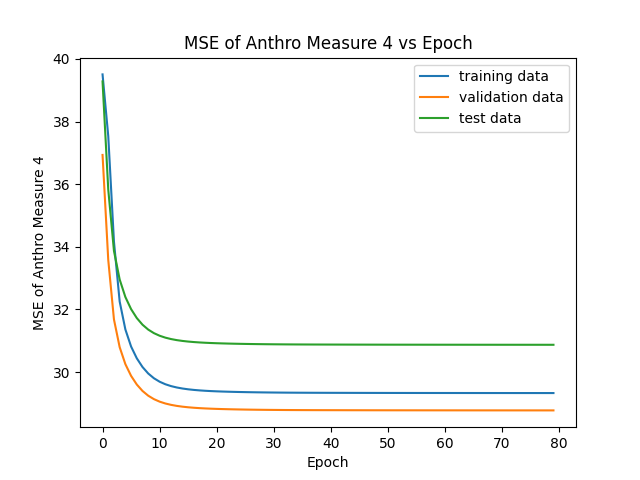 MSE of Anthro Measure 4 vs Epoch
training data
validation data
test data
MSE of Anthro Measure 4
40
38
36
34
32
30
0 10 20 30 40 50 60 70 80
Epoch